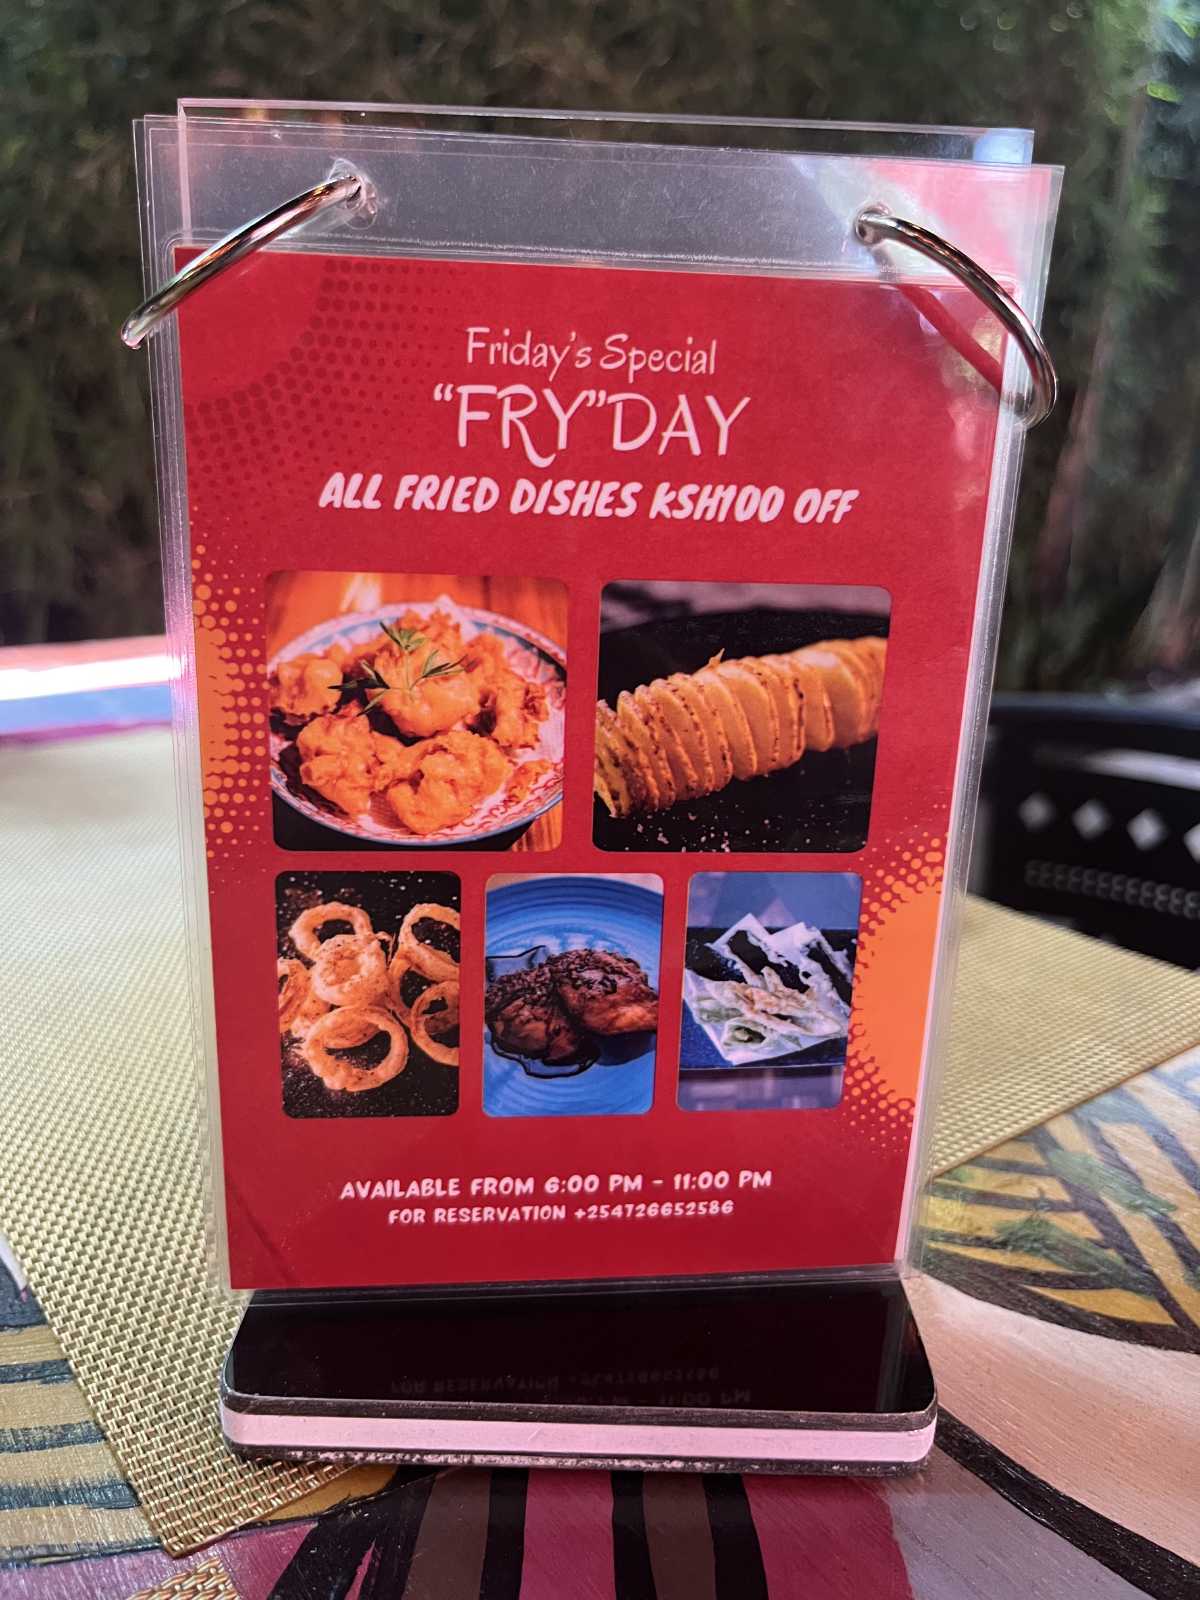 Friday's Special
"FRY"DAY
ALL FRIED DISHES KSH100 OFF
AVAILABLE FROM 6:00 PM - 11:00 PM
FOR RESERVATION +254726652586